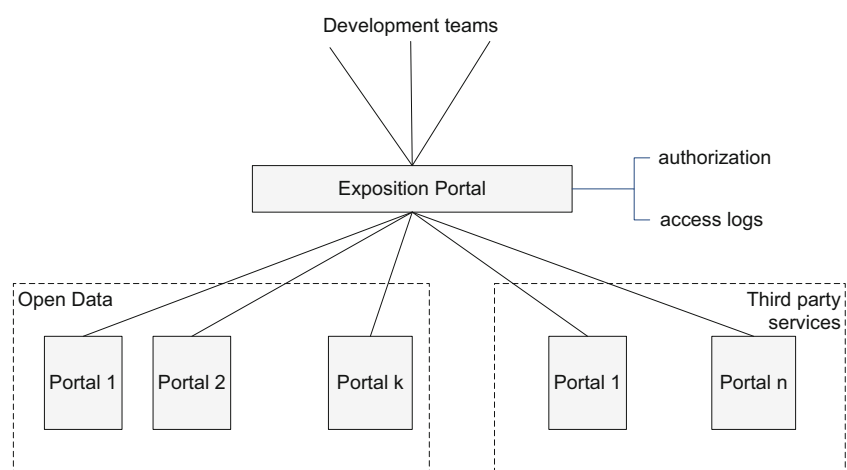 Development teams
Exposition Portal
authorization
access logs
Open Data
Third party
services
Portal 1
Portal 2
Portal k
Portal 1
Portal n